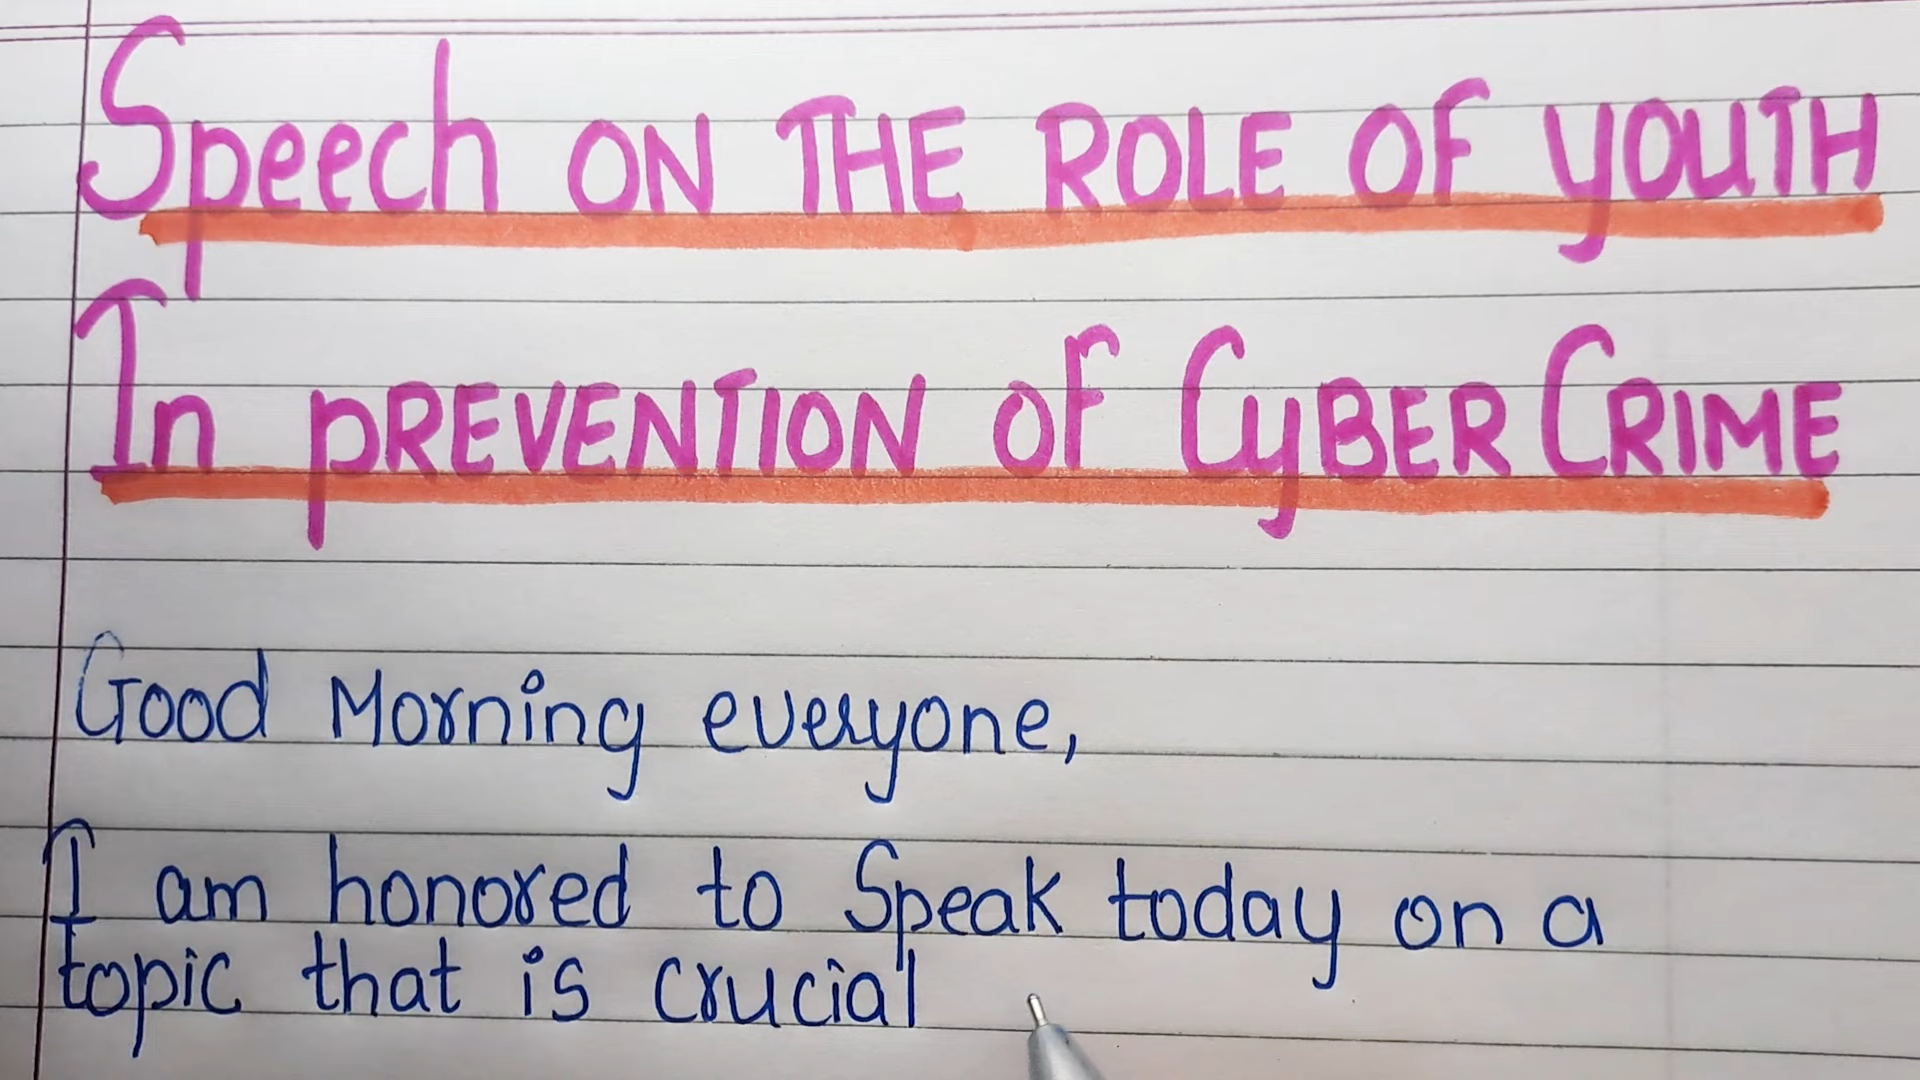 Speech ON THE ROLE OF YOUTH
In PREVENTION OF CYBER CRIME
Good Morning everyone,
I am honored to Speak today on a
topic that is crucial